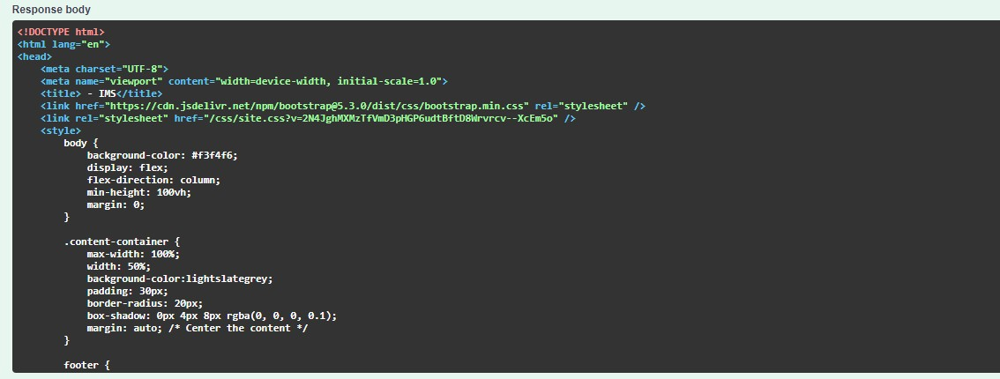 Response body
<!DOCTYPE html>
<html lang="en">
<head>
    <meta charset="UTF-8">
    <meta name="viewport" content="width=device-width, initial-scale=1.0">
    <title> - IMS</title>
    <link href="https://cdn.jsdelivr.net/npm/bootstrap@5.3.0/dist/css/bootstrap.min.css" rel="stylesheet" />
    <link rel="stylesheet" href="/css/site.css?v=2N4JghMXMzTfVmD3pHGP6udtBftD8Wrvrcv--XcEm5o" />
    <style>
        body {
            background-color: #f3f4f6;
            display: flex;
            flex-direction: column;
            min-height: 100vh;
            margin: 0;
        }
        .content-container {
            max-width: 100%;
            width: 50%;
            background-color:lightslategrey;
            padding: 30px;
            border-radius: 20px;
            box-shadow: 0px 4px 8px rgba(0, 0, 0, 0.1);
            margin: auto; /* Center the content */
        }
        footer {